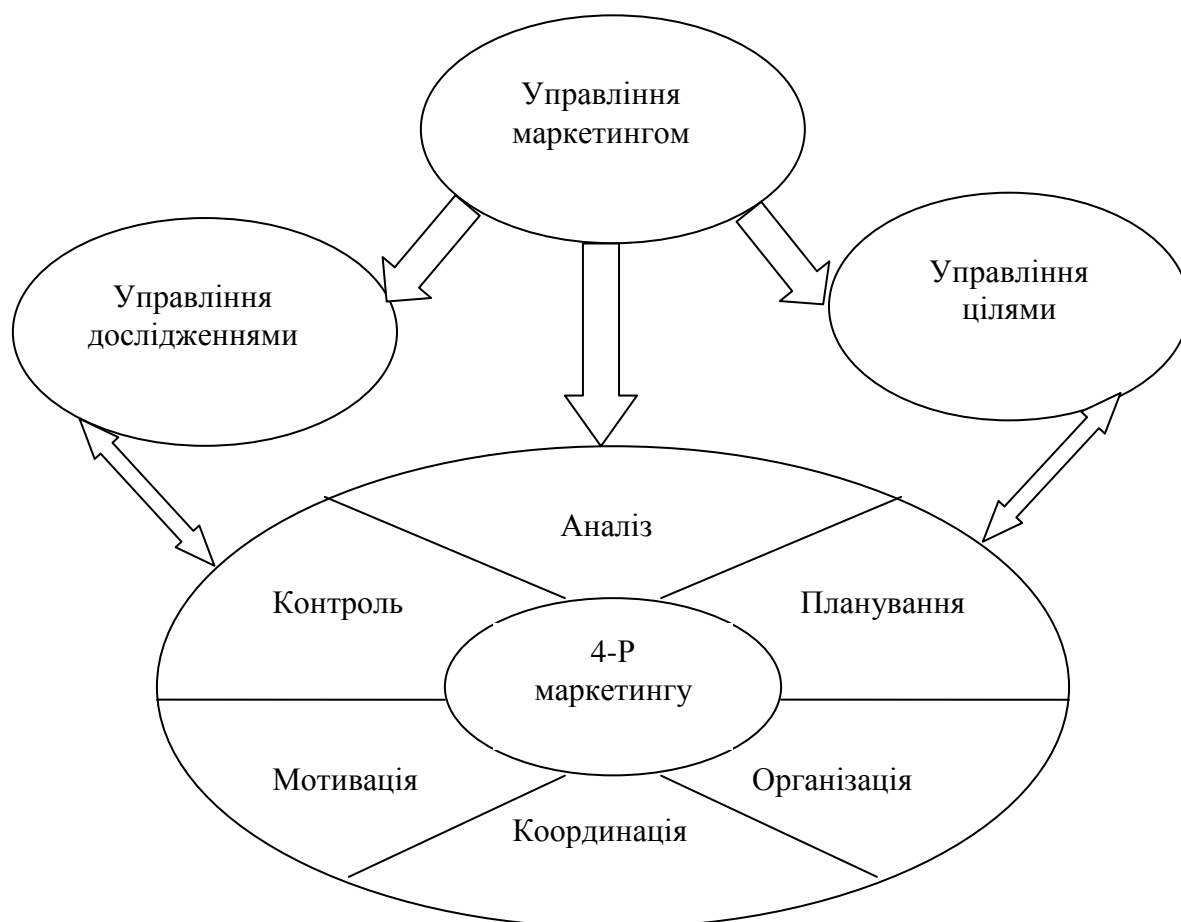 Управління
маркетингом
Управління
дослідженнями
Управління
цілями
Аналіз
Контроль
Планування
4-Р
маркетингу
Мотивація
Організація
Координація